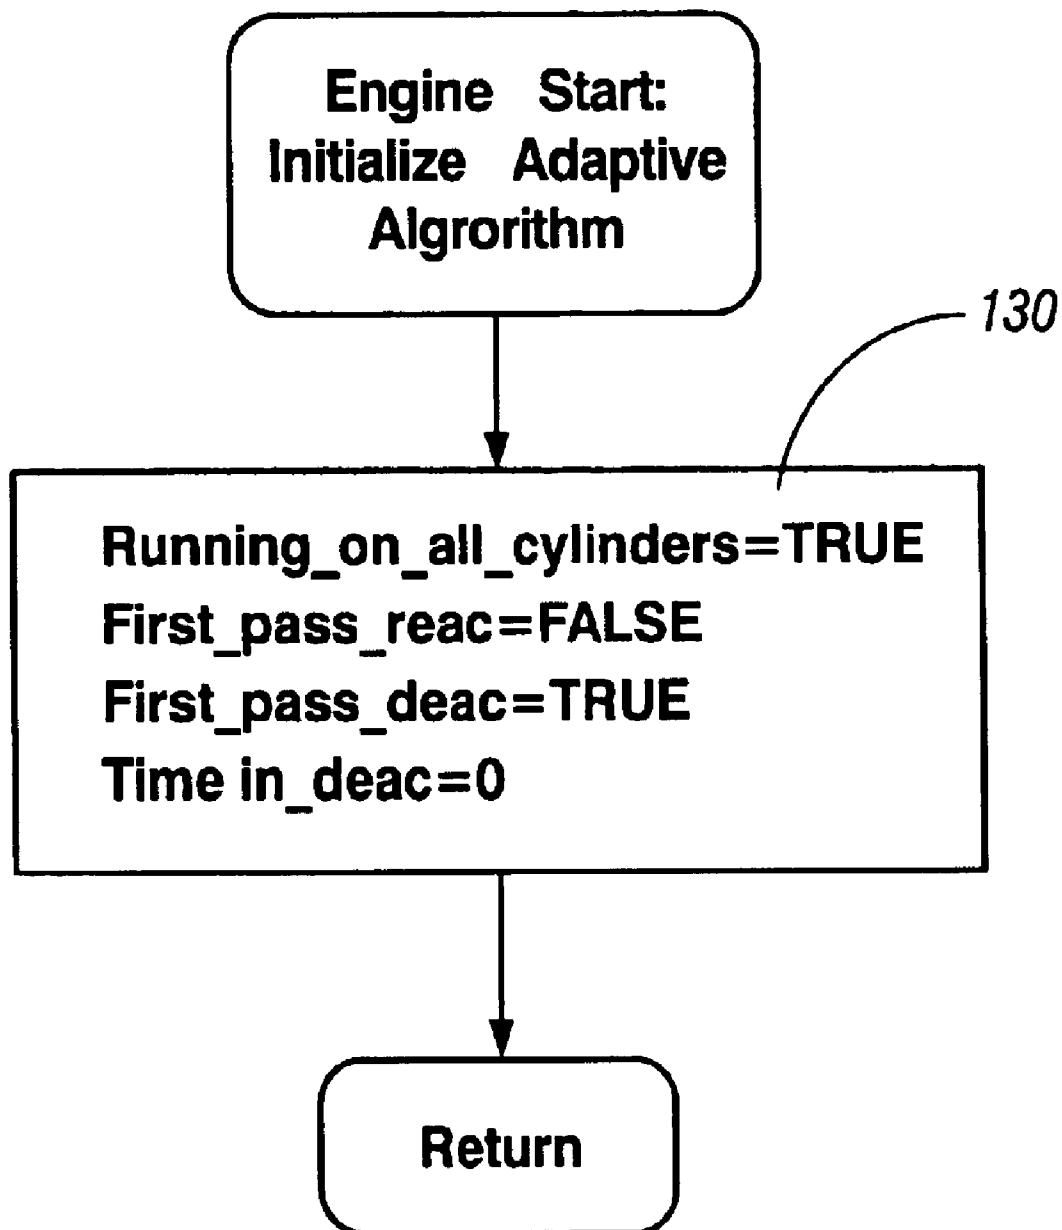 Engine Start:
Initialize Adaptive
Algrorithm
130
Running_on_all_cylinders=TRUE
First_pass_reac=FALSE
First_pass_deac=TRUE
Time in_deac=0
Return